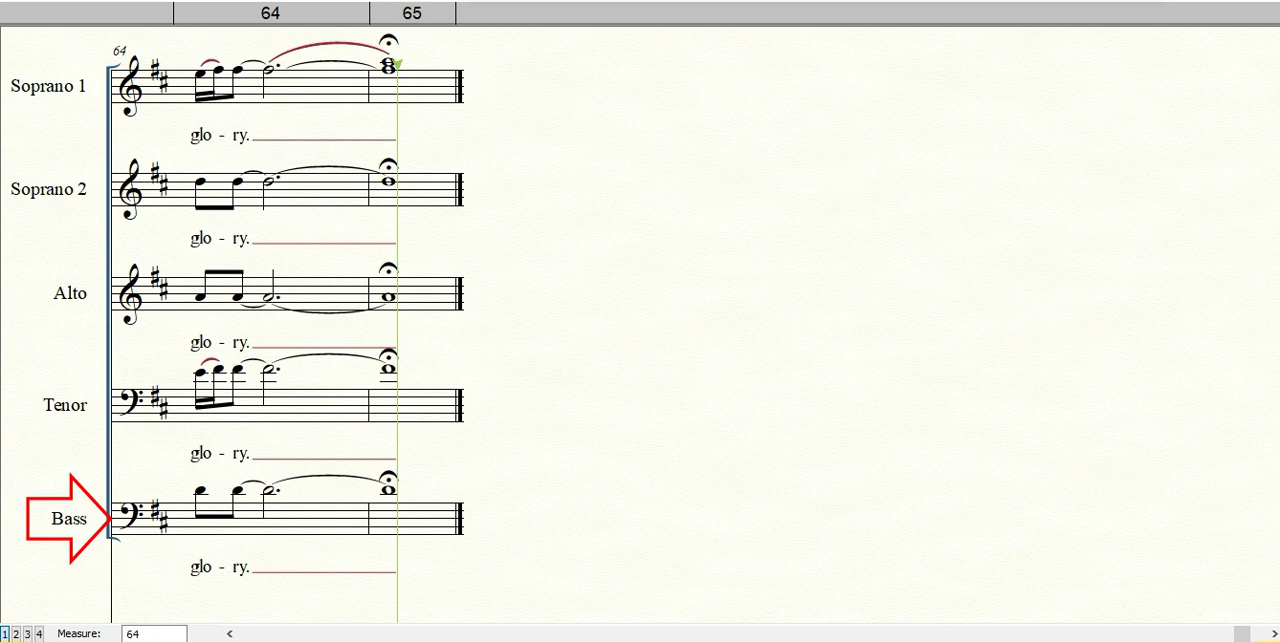 64 65
64
Soprano 1
glo - ry.
Soprano 2
glo - ry.
Alto
glo - ry.
Tenor
glo - ry.
Bass
glo - ry.
1 2 3 4 Measure: 64